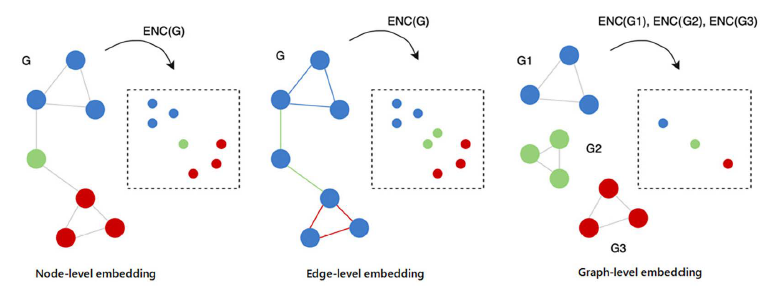 G
ENC(G)
Node-level embedding
G
ENC(G)
Edge-level embedding
ENC(G1), ENC(G2), ENC(G3)
G1
G2
G3
Graph-level embedding